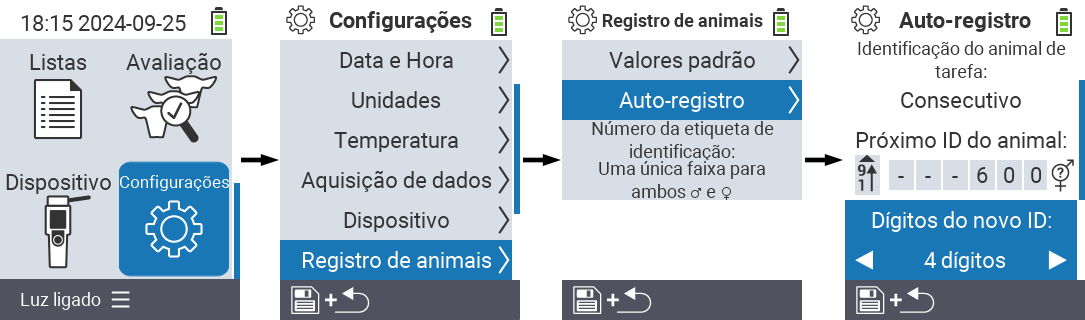 18:15 2024-09-25
Listas
Avaliação
Dispositivo
Configurações
Luz ligado
Configurações
Data e Hora
Unidades
Temperatura
Aquisição de dados
Dispositivo
Registro de animais
+
Registro de animais
Valores padrão
Auto-registro
Número da etiqueta de
identificação:
Uma única faixa para
ambos ♂ e ♀
+
Auto-registro
Identificação do animal de
tarefa:
Consecutivo
Próximo ID do animal:
9
1
- - - 6 0 0
?
Dígitos do novo ID:
4 dígitos
+